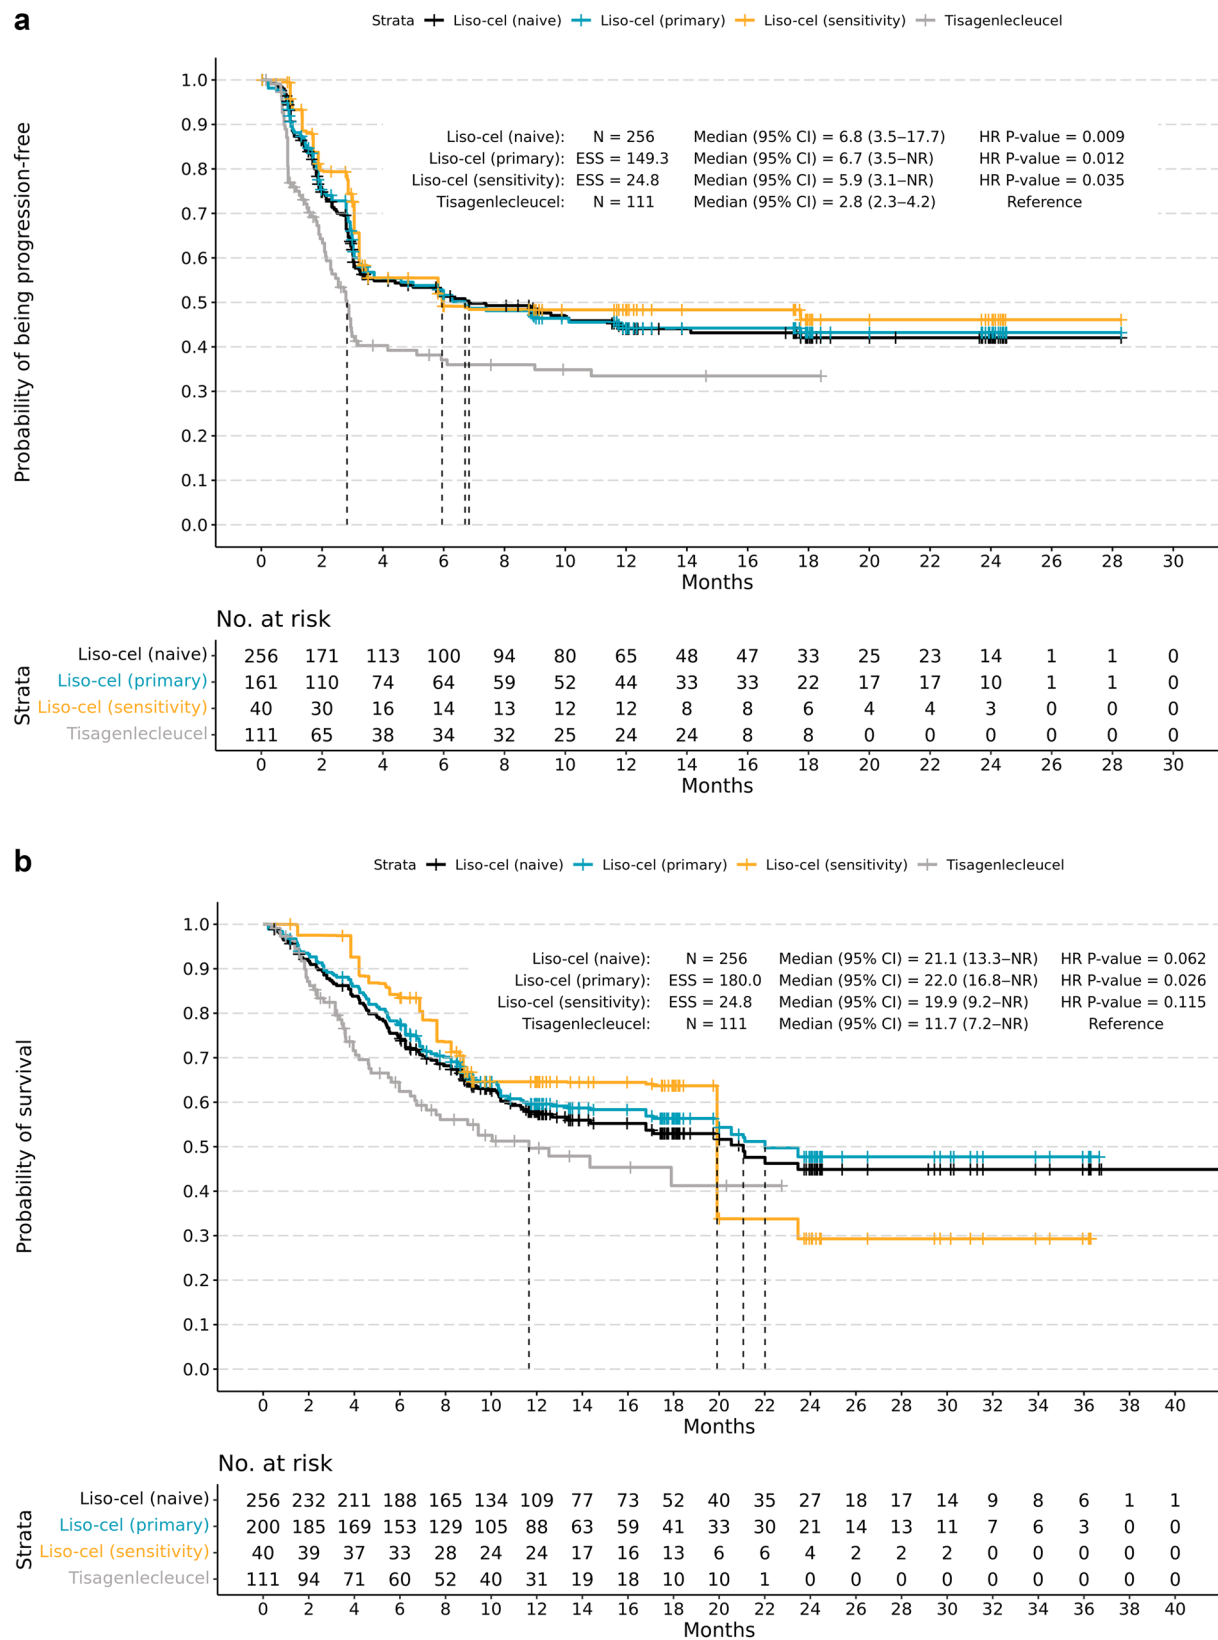 a
Strata Liso-cel (naive) Liso-cel (primary) Liso-cel (sensitivity) Tisagenlecleucel
Probability of being progression-free
1.0
0.9
0.8
0.7
0.6
0.5
0.4
0.3
0.2
0.1
0.0
Liso-cel (naive): N = 256 Median (95% CI) = 6.8 (3.5–17.7) HR P-value = 0.009
Liso-cel (primary): ESS = 149.3 Median (95% CI) = 6.7 (3.5–NR) HR P-value = 0.012
Liso-cel (sensitivity): ESS = 24.8 Median (95% CI) = 5.9 (3.1–NR) HR P-value = 0.035
Tisagenlecleucel: N = 111 Median (95% CI) = 2.8 (2.3–4.2) Reference
0 2 4 6 8 10 12 14 16 18 20 22 24 26 28 30
Months
No. at risk
Strata
Liso-cel (naive) 256 171 113 100 94 80 65 48 47 33 25 23 14 1 1 0
Liso-cel (primary) 161 110 74 64 59 52 44 33 33 22 17 17 10 1 1 0
Liso-cel (sensitivity) 40 30 16 14 13 12 12 8 8 6 4 4 3 0 0 0
Tisagenlecleucel 111 65 38 34 32 25 24 24 8 8 0 0 0 0 0 0
0 2 4 6 8 10 12 14 16 18 20 22 24 26 28 30
Months
b
Strata Liso-cel (naive) Liso-cel (primary) Liso-cel (sensitivity) Tisagenlecleucel
Probability of survival
1.0
0.9
0.8
0.7
0.6
0.5
0.4
0.3
0.2
0.1
0.0
Liso-cel (naive): N = 256 Median (95% CI) = 21.1 (13.3–NR) HR P-value = 0.062
Liso-cel (primary): ESS = 180.0 Median (95% CI) = 22.0 (16.8–NR) HR P-value = 0.026
Liso-cel (sensitivity): ESS = 24.8 Median (95% CI) = 19.9 (9.2–NR) HR P-value = 0.115
Tisagenlecleucel: N = 111 Median (95% CI) = 11.7 (7.2–NR) Reference
0 2 4 6 8 10 12 14 16 18 20 22 24 26 28 30 32 34 36 38 40
Months
No. at risk
Strata
Liso-cel (naive) 256 232 211 188 165 134 109 77 73 52 40 35 27 18 17 14 9 8 6 1 1
Liso-cel (primary) 200 185 169 153 129 105 88 63 59 41 33 30 21 14 13 11 7 6 3 0 0
Liso-cel (sensitivity) 40 39 37 33 28 24 24 17 16 13 6 6 4 2 2 2 0 0 0 0 0
Tisagenlecleucel 111 94 71 60 52 40 31 19 18 10 10 1 0 0 0 0 0 0 0 0 0
0 2 4 6 8 10 12 14 16 18 20 22 24 26 28 30 32 34 36 38 40
Months